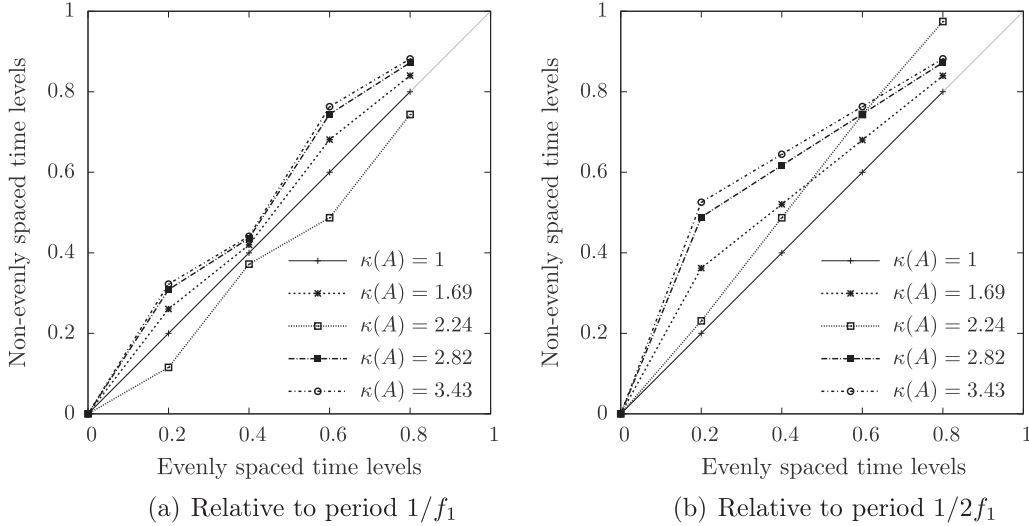 Non-evenly spaced time levels
1
0.8
0.6
0.4
0.2
0
κ(A) = 1
κ(A) = 1.69
κ(A) = 2.24
κ(A) = 2.82
κ(A) = 3.43
0 0.2 0.4 0.6 0.8 1
Evenly spaced time levels
(a) Relative to period 1/f₁
Non-evenly spaced time levels
1
0.8
0.6
0.4
0.2
0
κ(A) = 1
κ(A) = 1.69
κ(A) = 2.24
κ(A) = 2.82
κ(A) = 3.43
0 0.2 0.4 0.6 0.8 1
Evenly spaced time levels
(b) Relative to period 1/2f₁